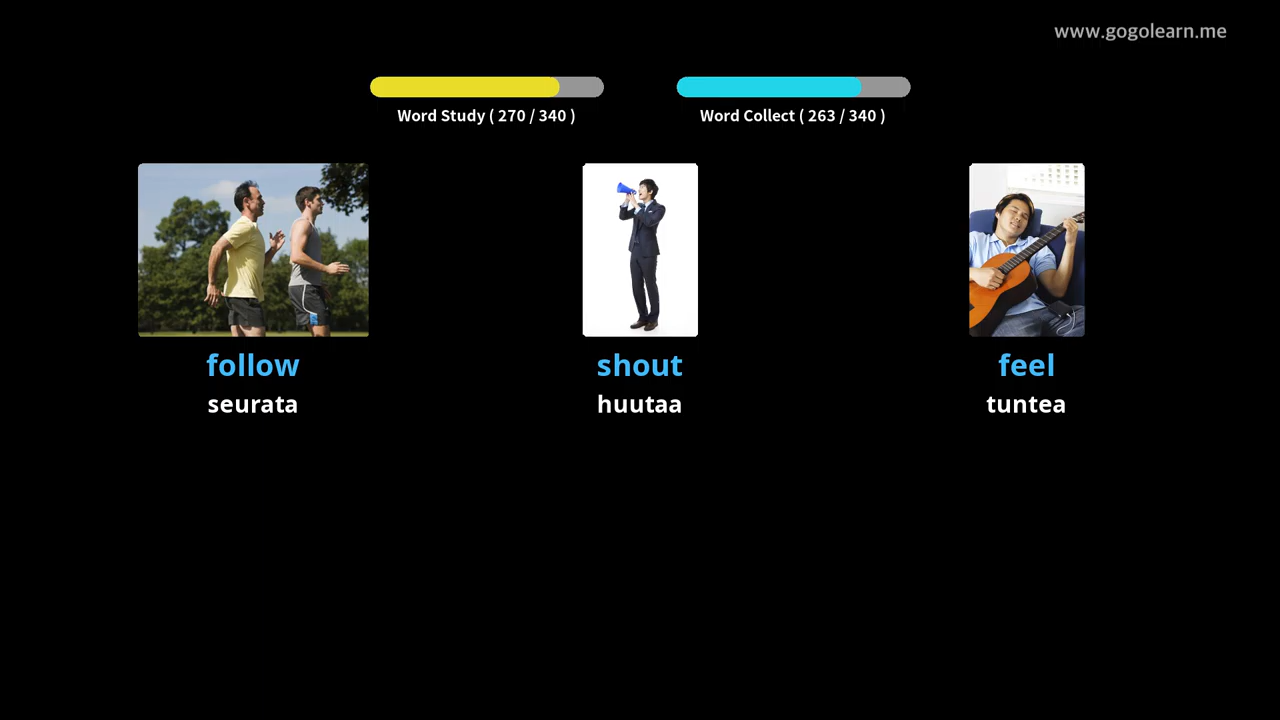 www.gogolearn.me
Word Study ( 270 / 340 )
Word Collect ( 263 / 340 )
follow
seurata
shout
huutaa
feel
tuntea